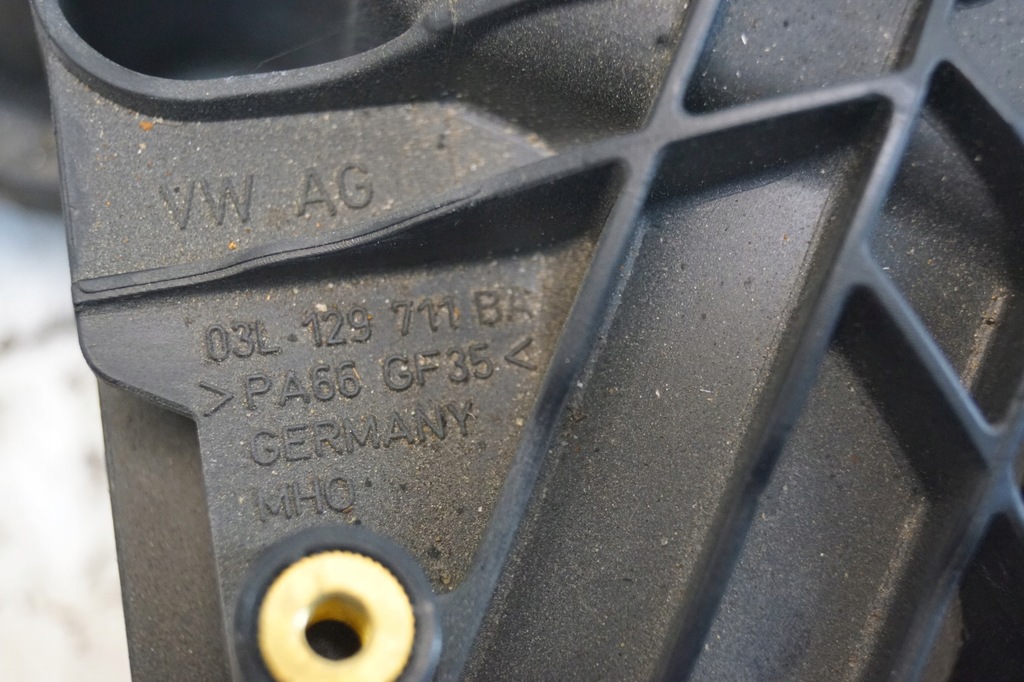 VW AG
03L 129 711 BA
>PA66 GF35<
GERMANY
MHO